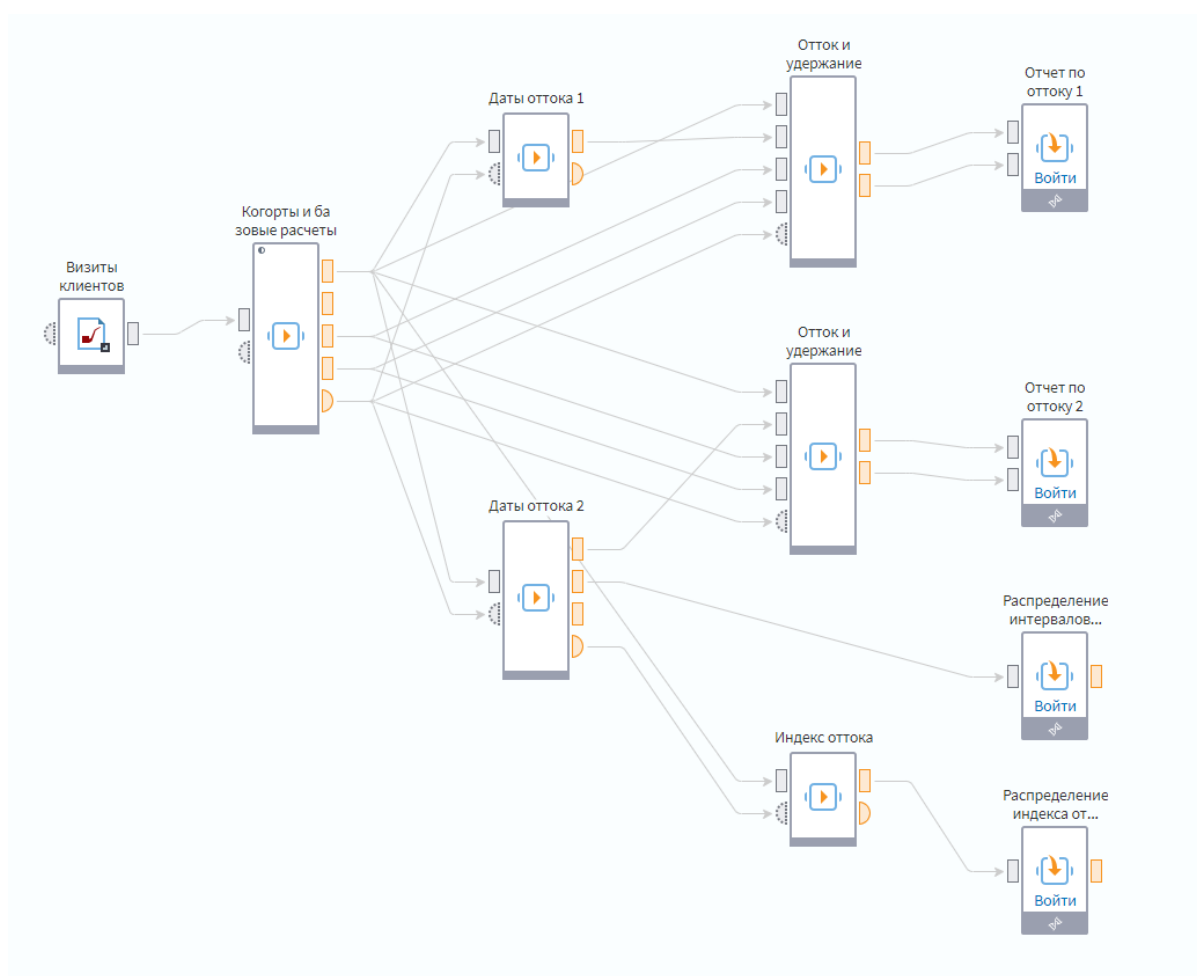 Отток и
удержание
Отчет по
оттоку 1
Войти
Даты оттока 1
Когорты и ба
зовые расчеты
Визиты
клиентов
Отток и
удержание
Отчет по
оттоку 2
Войти
Даты оттока 2
Распределение
интервалов...
Войти
Индекс оттока
Распределение
индекса от...
Войти